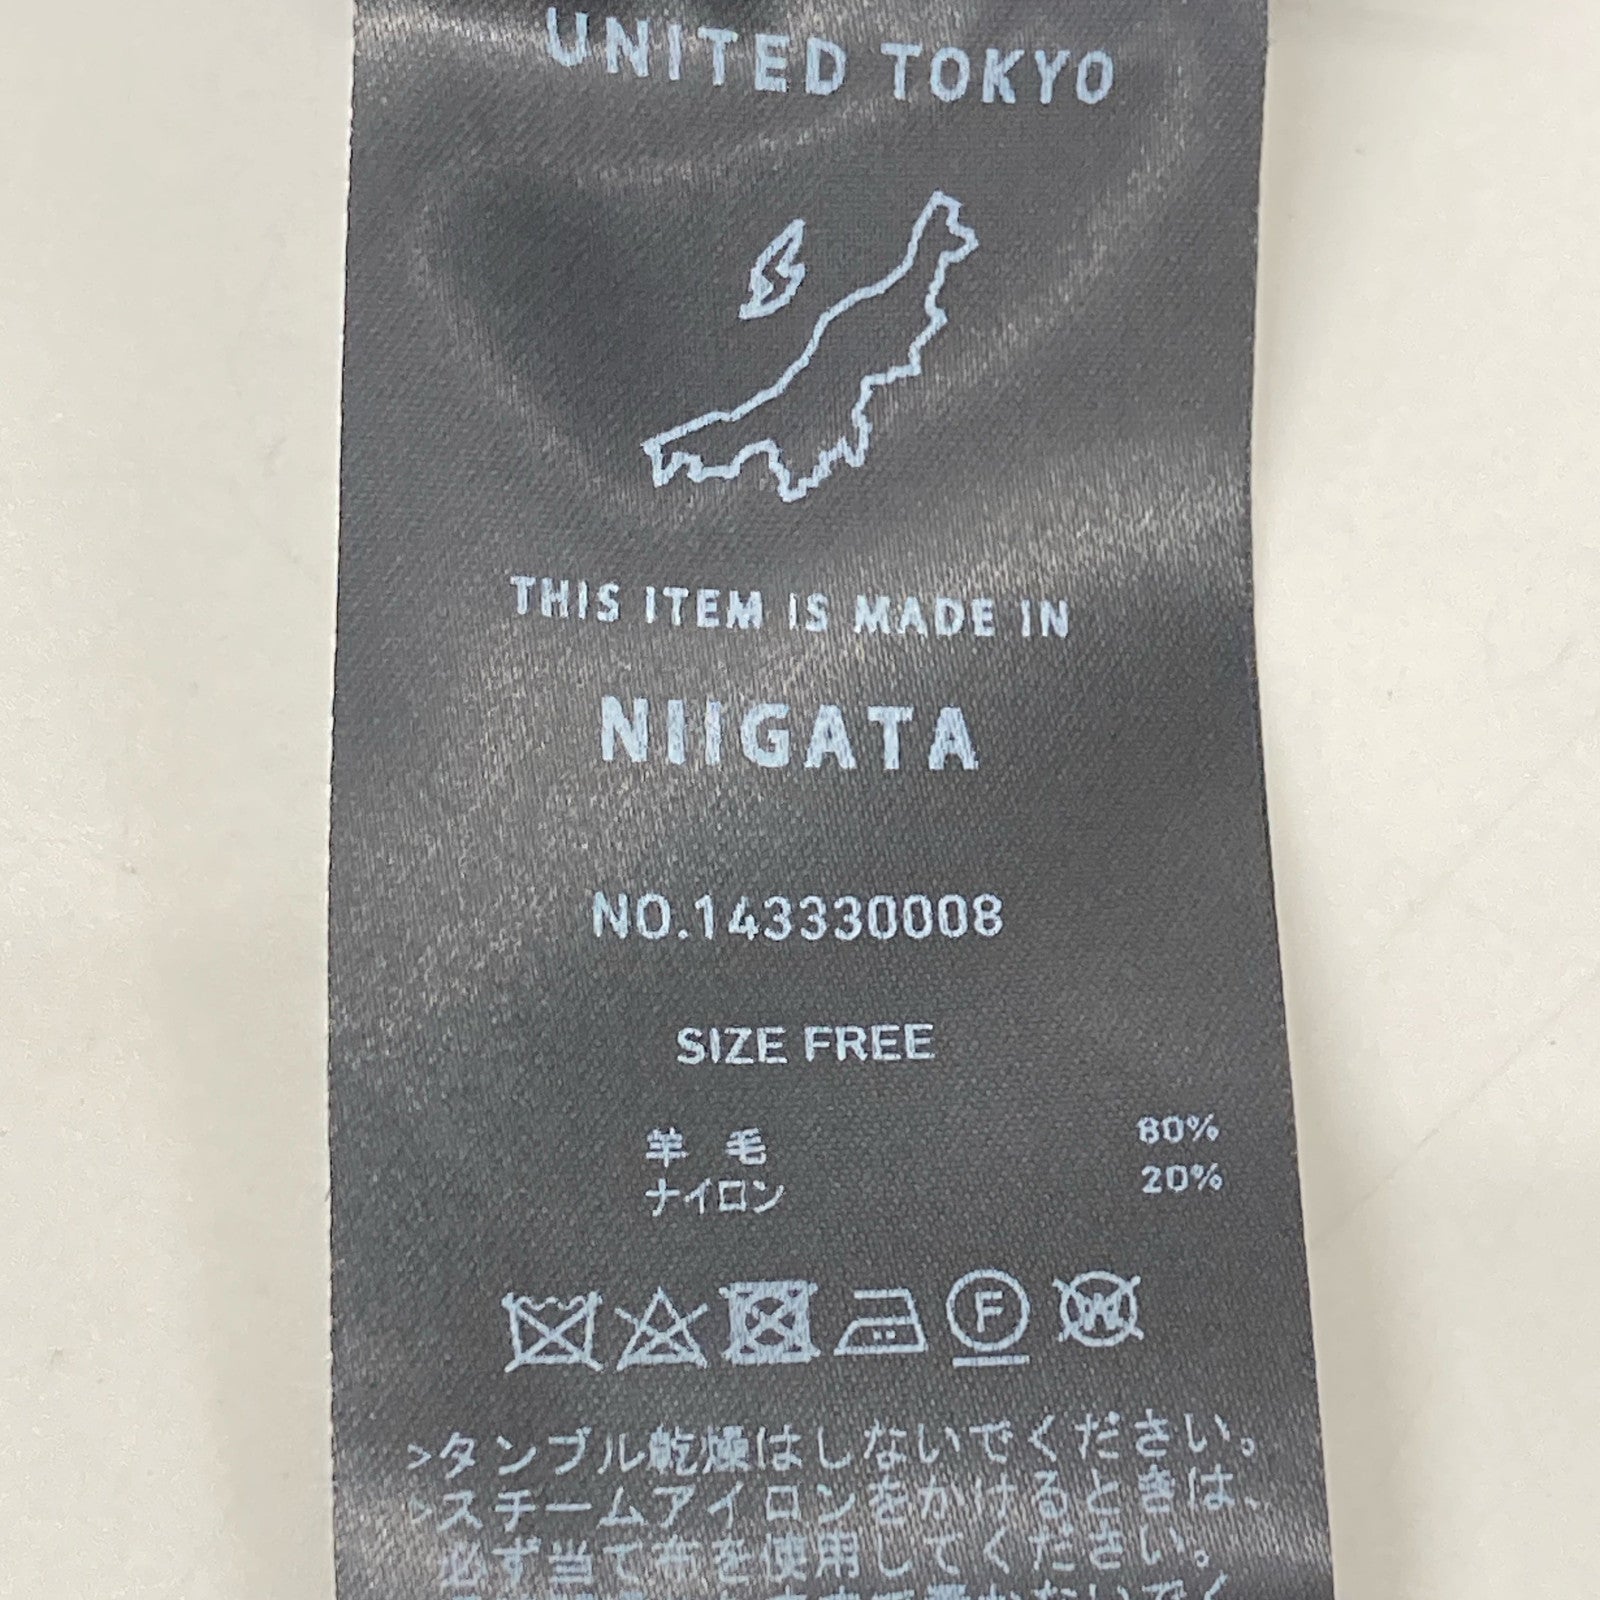 UNITED TOKYO
THIS ITEM IS MADE IN
NIIGATA
NO.143330008
SIZE FREE
羊 毛 80%
ナイロン 20%
F
W
>タンブル乾燥はしないでください。
>スチームアイロンをかけるときは、
必ず当て布を使用してください。